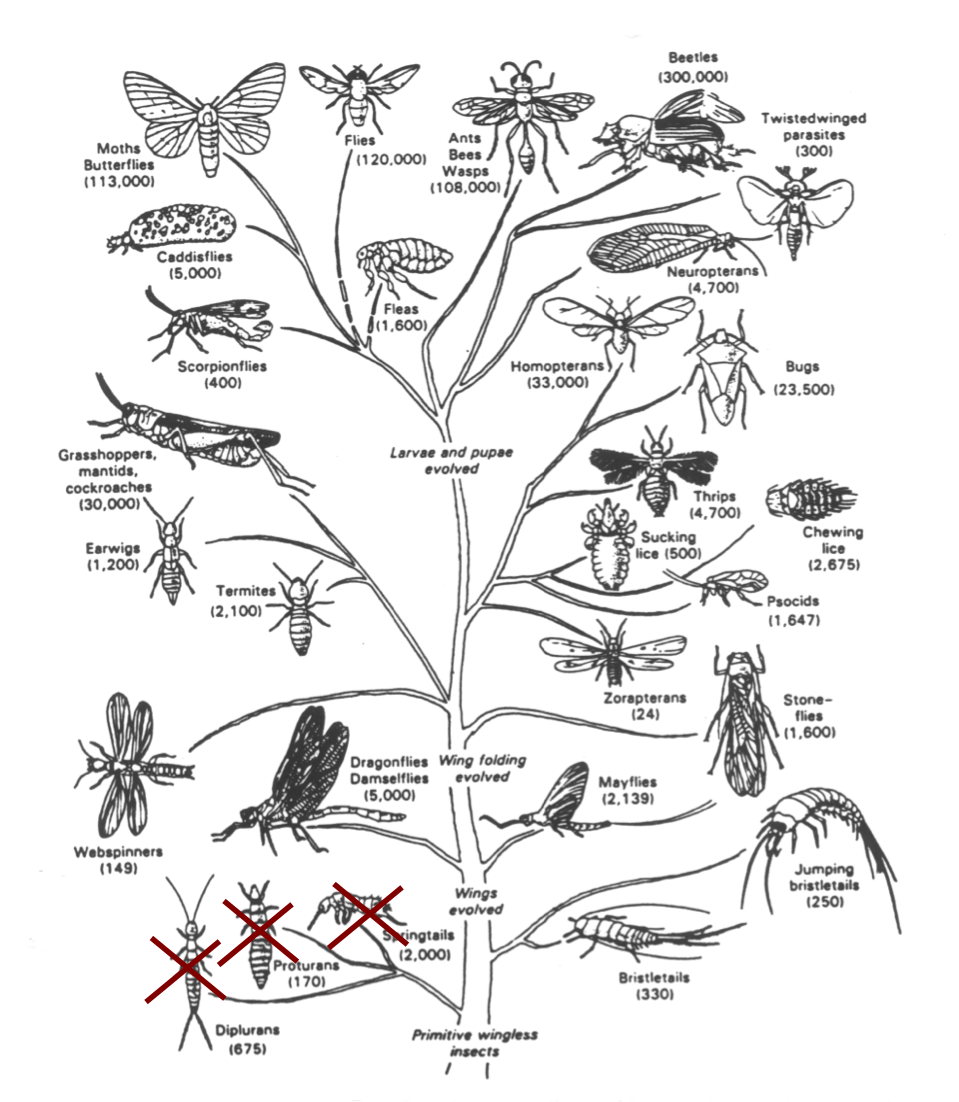 Beetles
(300,000)
Moths
Butterflies
(113,000)
Flies
(120,000)
Ants
Bees
Wasps
(108,000)
Twistedwinged
parasites
(300)
Caddisflies
(5,000)
Fleas
(1,600)
Neuropterans
(4,700)
Scorpionflies
(400)
Homopterans
(33,000)
Bugs
(23,500)
Grasshoppers,
mantids,
cockroaches
(30,000)
Larvae and pupae
evolved
Thrips
(4,700)
Earwigs
(1,200)
Sucking
lice (500)
Chewing
lice
(2,675)
Termites
(2,100)
Psocids
(1,647)
Zorapterans
(24)
Stone-
flies
(1,600)
Dragonflies
Damselflies
(5,000)
Wing folding
evolved
Mayflies
(2,139)
Webspinners
(149)
Wings
evolved
Jumping
bristletails
(250)
Springtails
(2,000)
Proturans
(170)
Bristletails
(330)
Diplurans
(675)
Primitive wingless
insects